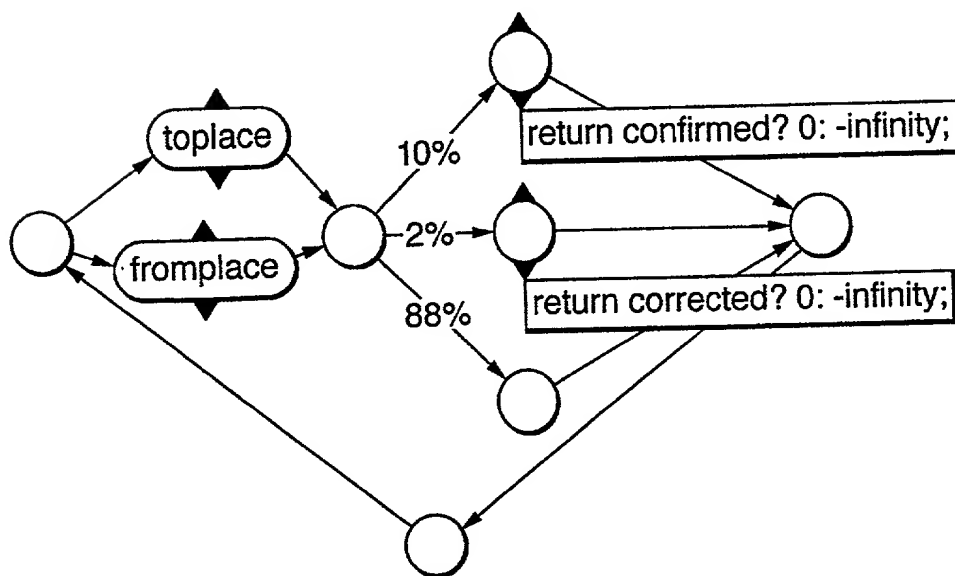 toplace
10%
return confirmed? 0: -infinity;
fromplace
2%
return corrected? 0: -infinity;
88%